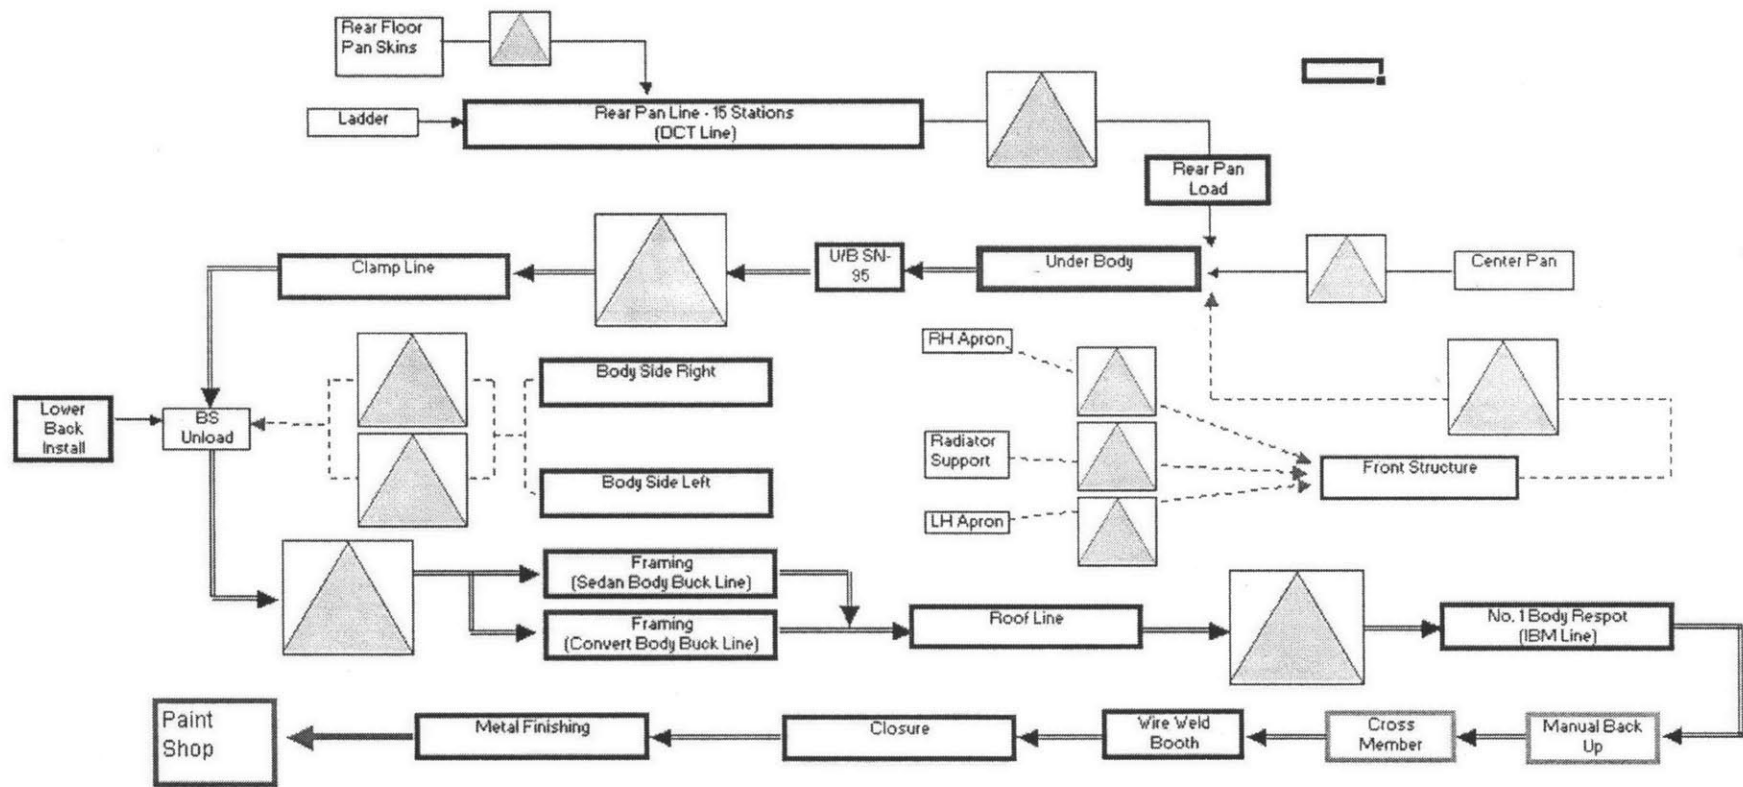 Rear Floor
Pan Skins
Ladder
Rear Pan Line - 15 Stations
(DCT Line)
Rear Pan
Load
Clamp Line
U/B SN-
95
Under Body
Center Pan
RH Apron
Body Side Right
Lower
Back
Install
BS
Unload
Radiator
Support
Front Structure
Body Side Left
LH Apron
Framing
(Sedan Body Buck Line)
Framing
(Convert Body Buck Line)
Roof Line
No. 1 Body Respot
(IBM Line)
Paint
Shop
Metal Finishing
Closure
Wire Weld
Booth
Cross
Member
Manual Back
Up